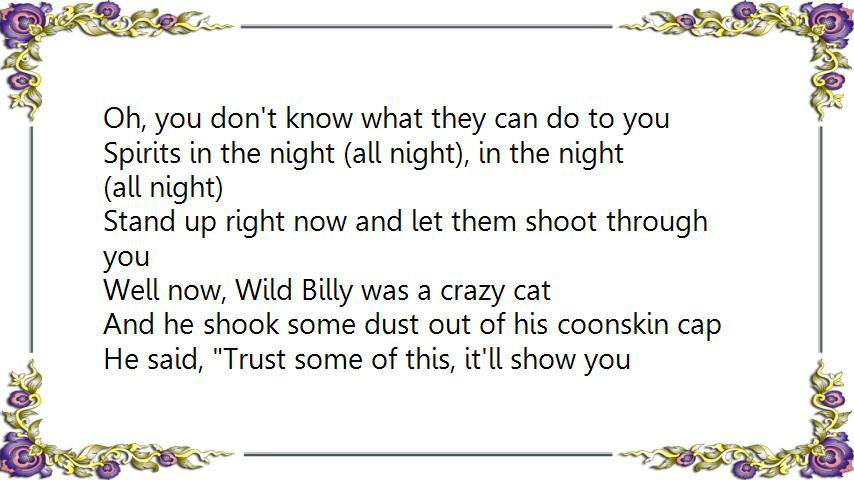 Oh, you don't know what they can do to you
Spirits in the night (all night), in the night
(all night)
Stand up right now and let them shoot through
you
Well now, Wild Billy was a crazy cat
And he shook some dust out of his coonskin cap
He said, "Trust some of this, it'll show you